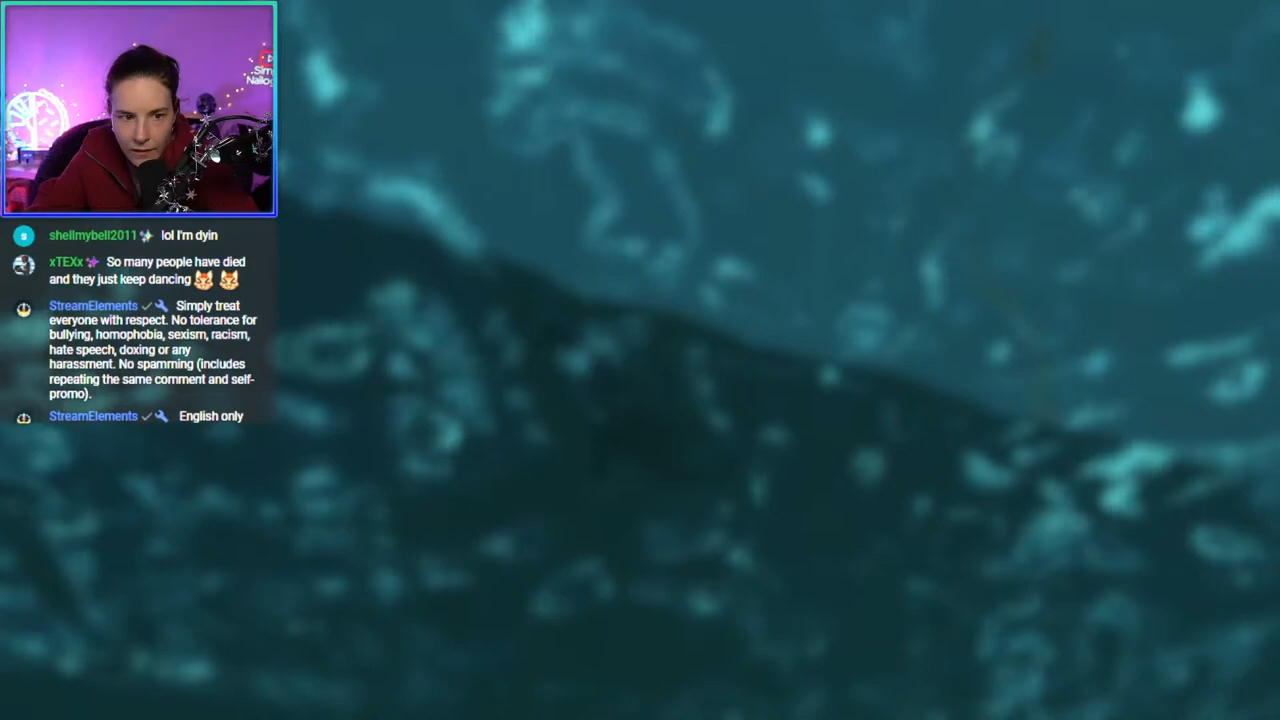 Sim
Nailog
shellmybell2011 lol I'm dyin
xTEXx So many people have died
and they just keep dancing
StreamElements Simply treat
everyone with respect. No tolerance for
bullying, homophobia, sexism, racism,
hate speech, doxing or any
harassment. No spamming (includes
repeating the same comment and self-
promo).
StreamElements English only